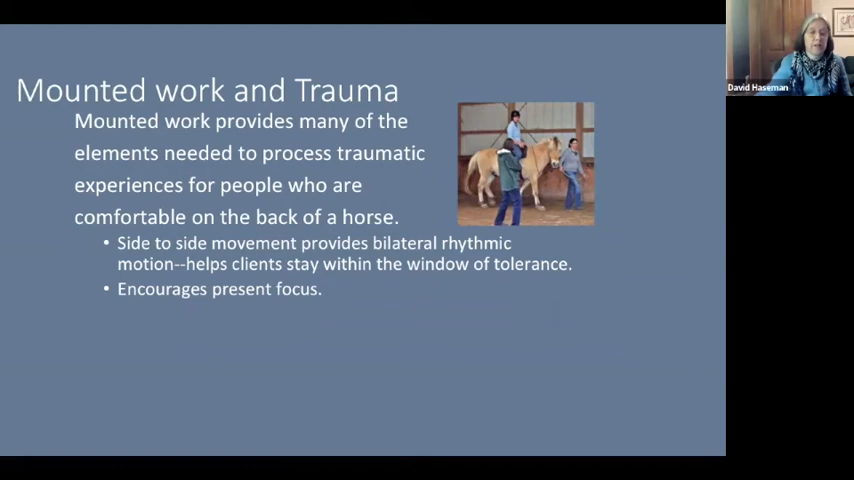 Mounted work and Trauma
Mounted work provides many of the
elements needed to process traumatic
experiences for people who are
comfortable on the back of a horse.
• Side to side movement provides bilateral rhythmic
motion--helps clients stay within the window of tolerance.
• Encourages present focus.
David Haseman